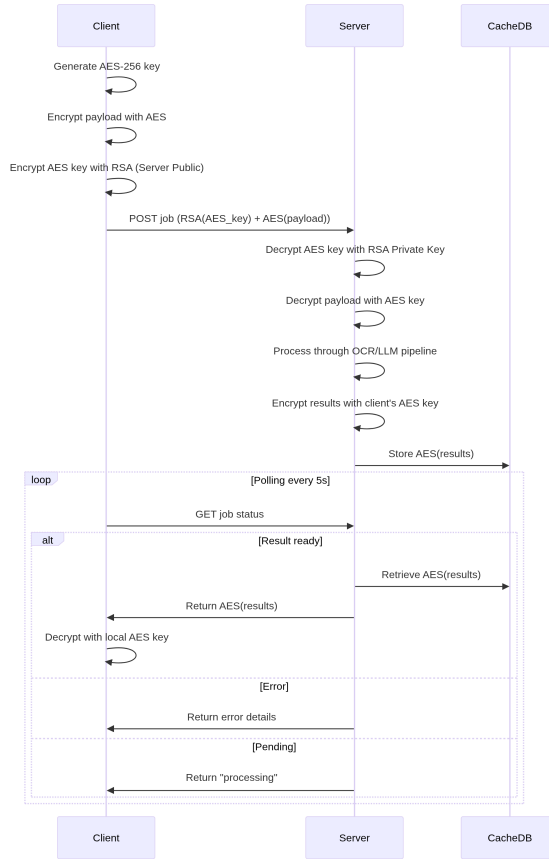 Client
Server
CacheDB
Generate AES-256 key
Encrypt payload with AES
Encrypt AES key with RSA (Server Public)
POST job (RSA(AES_key) + AES(payload))
Decrypt AES key with RSA Private Key
Decrypt payload with AES key
Process through OCR/LLM pipeline
Encrypt results with client's AES key
Store AES(results)
loop
[Polling every 5s]
GET job status
alt
[Result ready]
Retrieve AES(results)
Return AES(results)
Decrypt with local AES key
[Error]
Return error details
[Pending]
Return "processing"
Client
Server
CacheDB